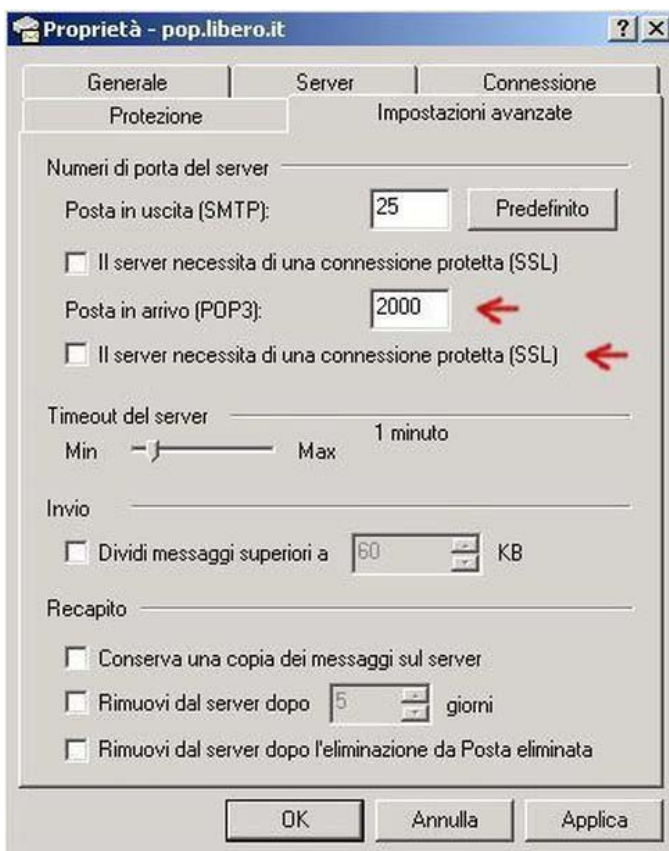 Proprietà - pop.libero.it
Generale Server Connessione
Protezione Impostazioni avanzate
Numeri di porta del server
Posta in uscita (SMTP): 25 Predefinito
Il server necessita di una connessione protetta (SSL)
Posta in arrivo (POP3): 2000
Il server necessita di una connessione protetta (SSL)
Timeout del server
Min Max 1 minuto
Invio
Dividi messaggi superiori a 60 KB
Recapito
Conserva una copia dei messaggi sul server
Rimuovi dal server dopo 5 giorni
Rimuovi dal server dopo l'eliminazione da Posta eliminata
OK Annulla Applica